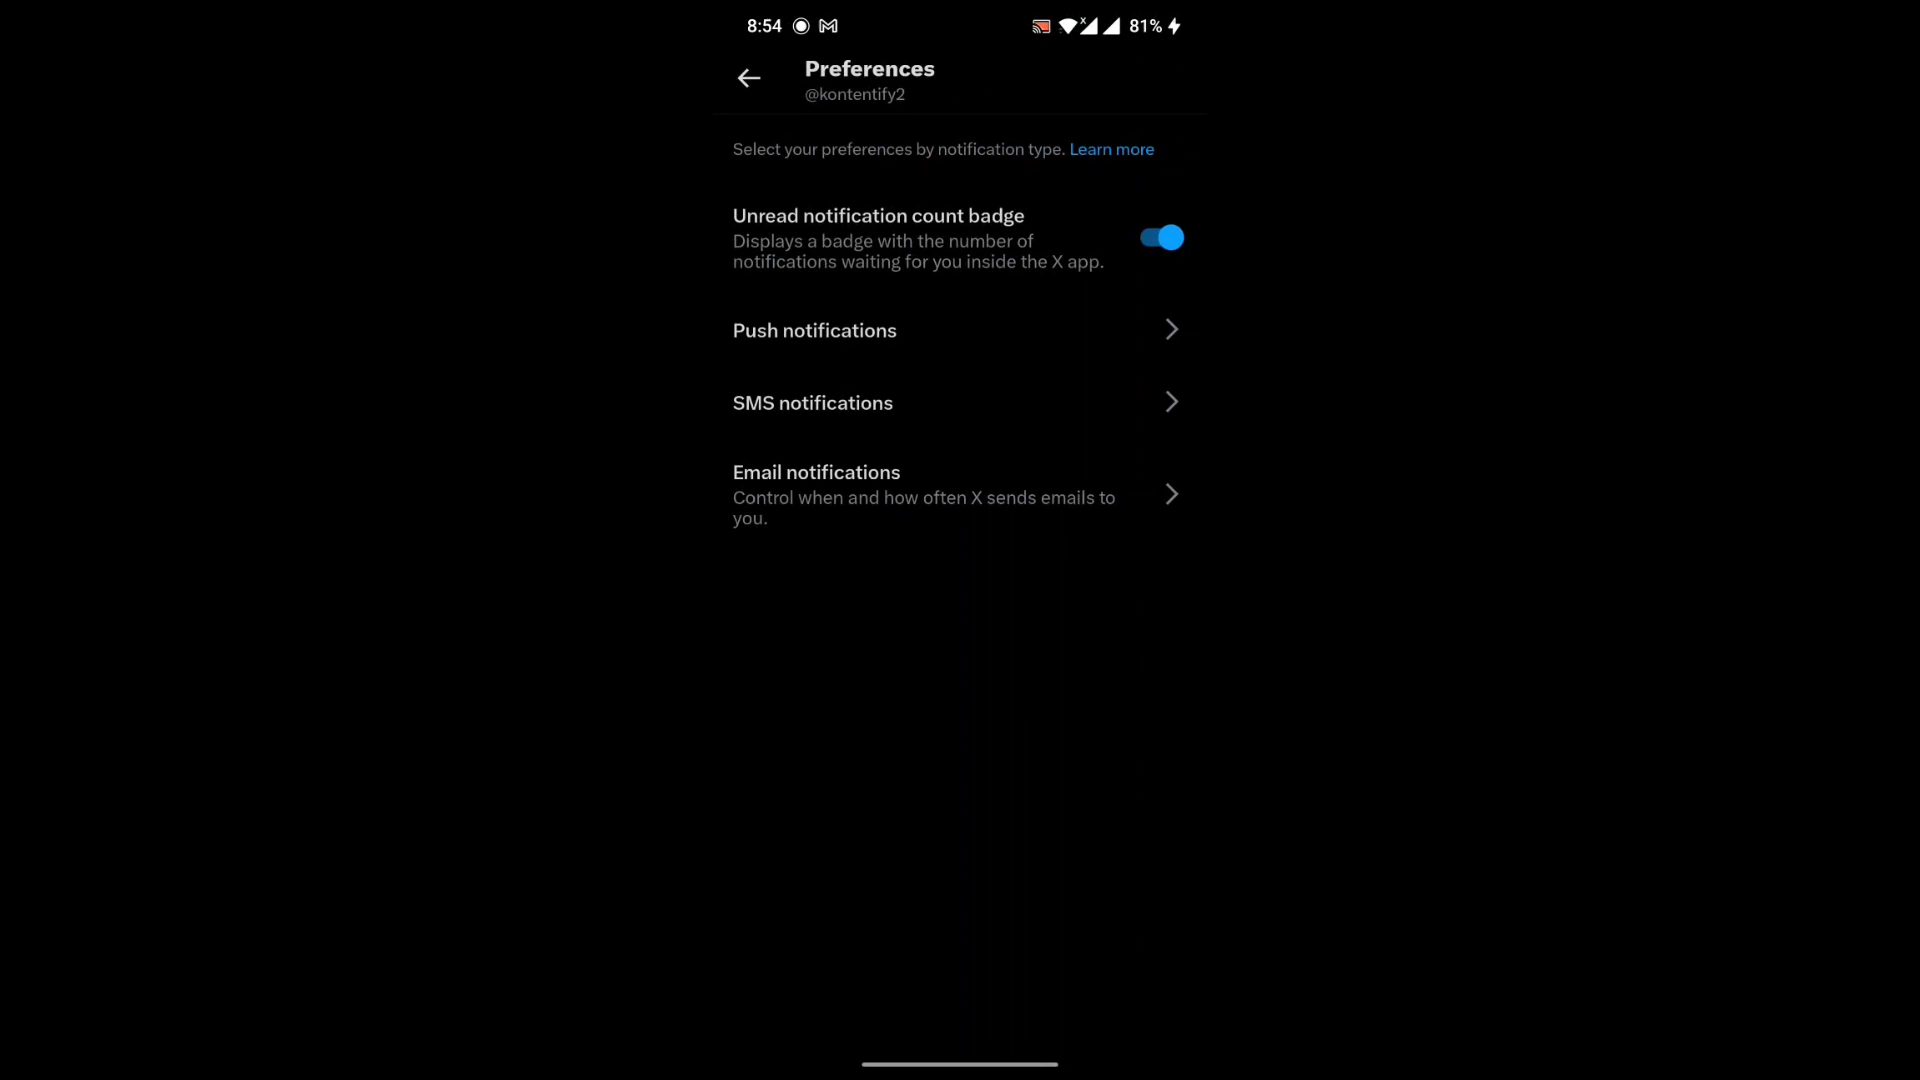 8:54 81%
Preferences
@kontentify2
Select your preferences by notification type. Learn more
Unread notification count badge
Displays a badge with the number of
notifications waiting for you inside the X app.
Push notifications
SMS notifications
Email notifications
Control when and how often X sends emails to
you.